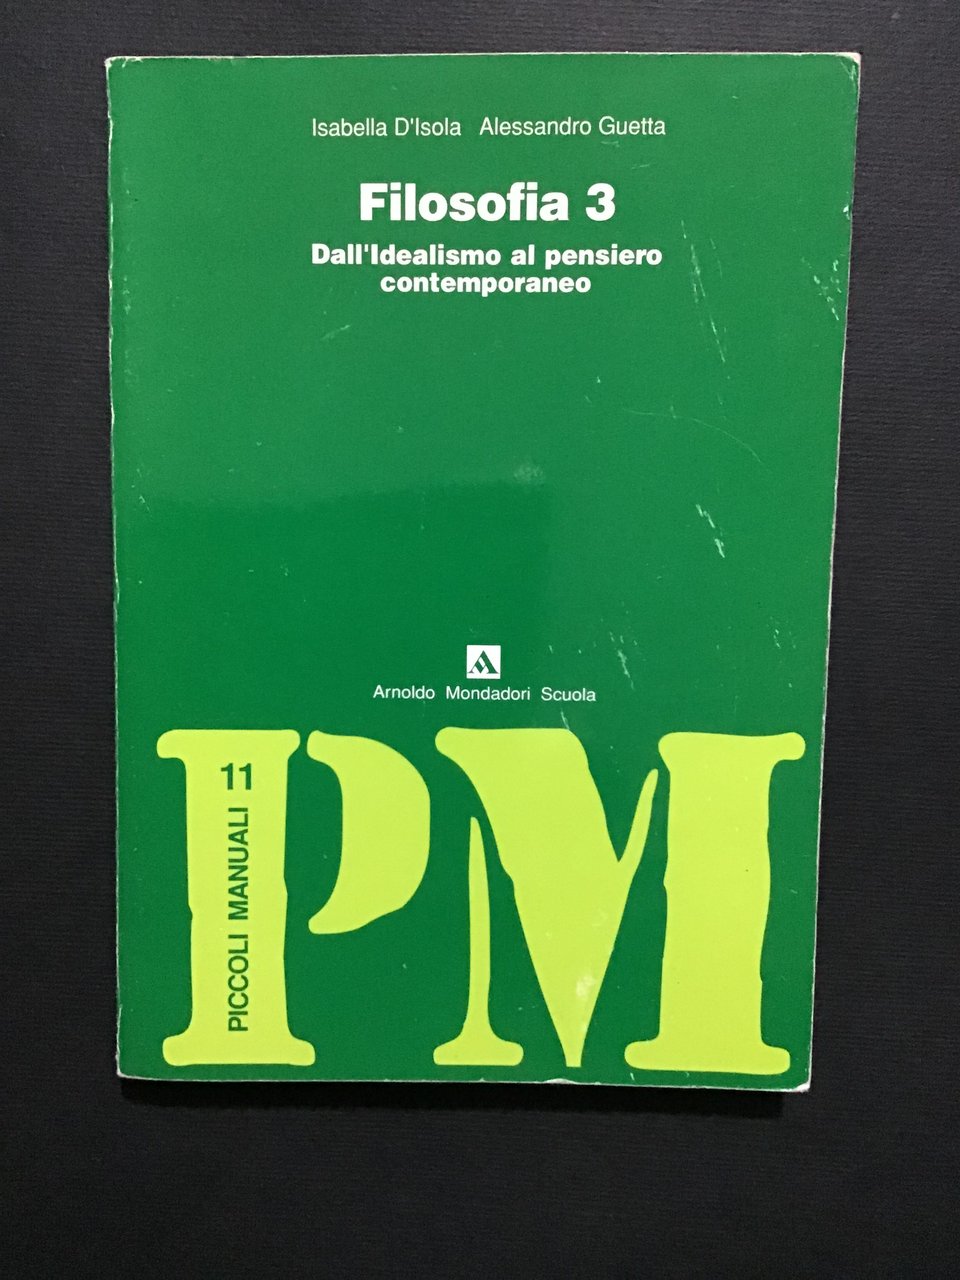 Isabella D'Isola Alessandro Guetta
Filosofia 3
Dall'Idealismo al pensiero
contemporaneo
Arnoldo Mondadori Scuola
PM
PICCOLI MANUALI 11